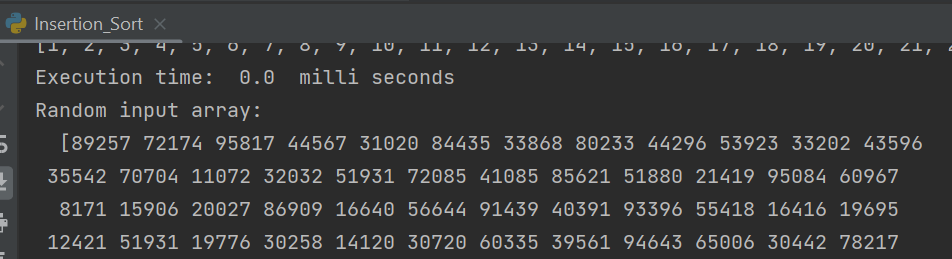 Insertion_Sort
[1, 2, 3, 4, 5, 6, 7, 8, 9, 10, 11, 12, 13, 14, 15, 16, 17, 18, 19, 20, 21,
Execution time:  0.0  milli seconds
Random input array:
[89257 72174 95817 44567 31020 84435 33868 80233 44296 53923 33202 43596
35542 70704 11072 32032 51931 72085 41085 85621 51880 21419 95084 60967
8171 15906 20027 86909 16640 56644 91439 40391 93396 55418 16416 19695
12421 51931 19776 30258 14120 30720 60335 39561 94643 65006 30442 78217